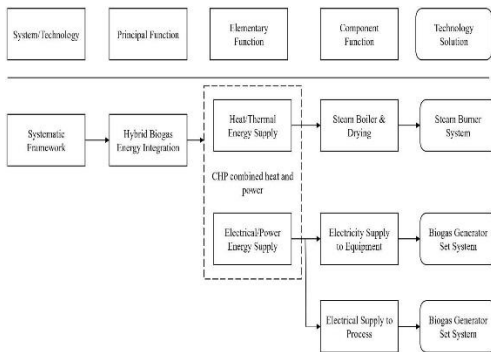 System/Technology
Principal Function
Elementary
Function
Component
Function
Technology
Solution
Systematic
Framework
Hybrid Biogas
Energy Integration
Heat/Thermal
Energy Supply
Steam Boiler &
Drying
Steam Burner
System
CHP combined heat and
power
Electrical/Power
Energy Supply
Electricity Supply
to Equipment
Biogas Generator
Set System
Electrical Supply to
Process
Biogas Generator
Set System